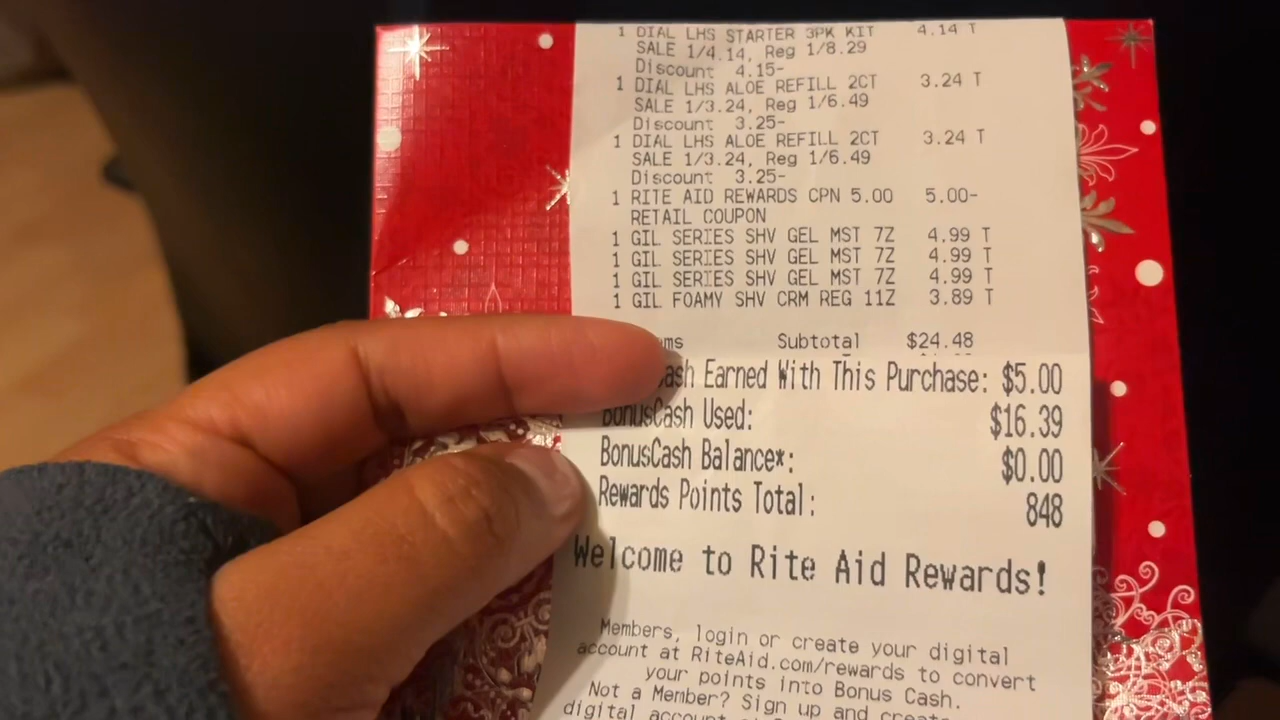 1 DIAL LHS STARTER 3PK KIT 4.14 T
SALE 1/4.14, Reg 1/8.29
Discount 4.15-
1 DIAL LHS ALOE REFILL 2CT 3.24 T
SALE 1/3.24, Reg 1/6.49
Discount 3.25-
1 DIAL LHS ALOE REFILL 2CT 3.24 T
SALE 1/3.24, Reg 1/6.49
Discount 3.25-
1 RITE AID REWARDS CPN 5.00 5.00-
RETAIL COUPON
1 GIL SERIES SHV GEL MST 7Z 4.99 T
1 GIL SERIES SHV GEL MST 7Z 4.99 T
1 GIL SERIES SHV GEL MST 7Z 4.99 T
1 GIL FOAMY SHV CRM REG 11Z 3.89 T
Subtotal $24.48
Earned With This Purchase: $5.00
BonusCash Used: $16.39
BonusCash Balance*: $0.00
Rewards Points Total: 848
Welcome to Rite Aid Rewards!
Members, login or create your digital
account at RiteAid.com/rewards to convert
your points into Bonus Cash.
Not a Member? Sign up and create
digital account